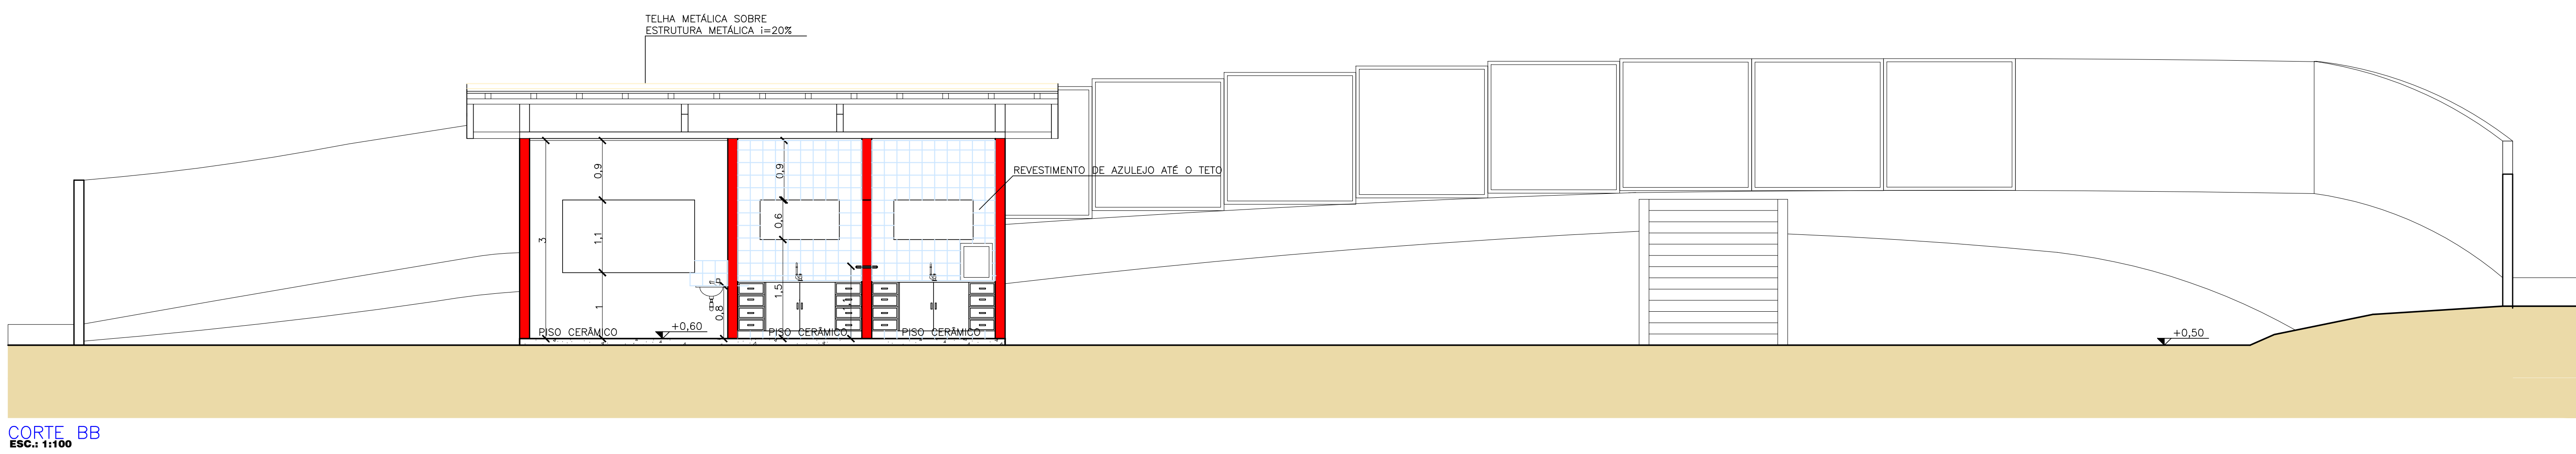 TELHA METÁLICA SOBRE
ESTRUTURA METÁLICA i=20%
REVESTIMENTO DE AZULEJO ATÉ O TETO
0,9
0,9
0,6
3
1,1
1,5
1
0,8
PISO CERÂMICO
+0,60
PISO CERÂMICO
PISO CERÂMICO
+0,50
CORTE BB
ESC.: 1:100